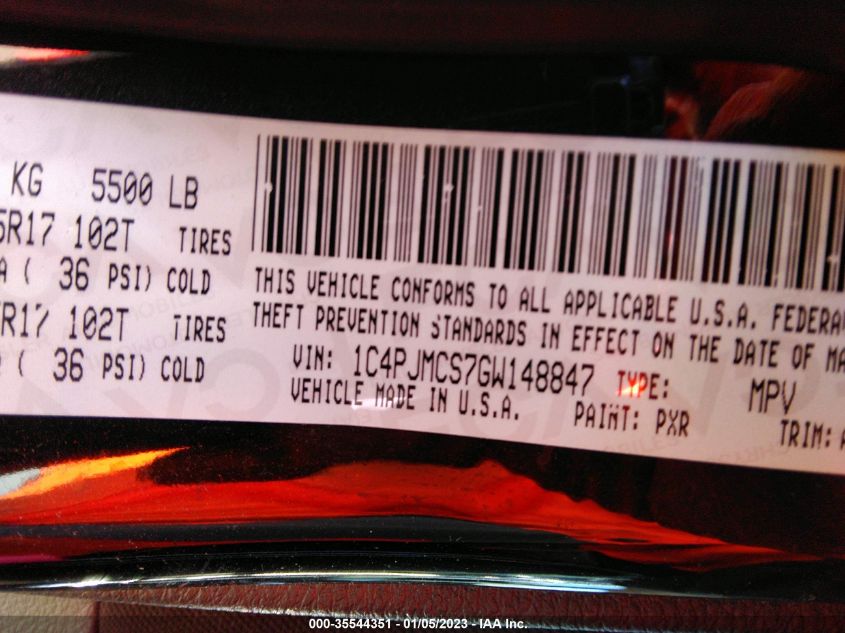 KG 5500 LB
5R17 102T TIRES
A ( 36 PSI) COLD
R17 102T TIRES
( 36 PSI) COLD
THIS VEHICLE CONFORMS TO ALL APPLICABLE U.S.A. FEDERA
THEFT PREVENTION STANDARDS IN EFFECT ON THE DATE OF MA
VIN: 1C4PJMCS7GW148847 TYPE: MPV
VEHICLE MADE IN U.S.A. PAINT: PXR TRIM:
000-35544351 - 01/05/2023 - IAA Inc.